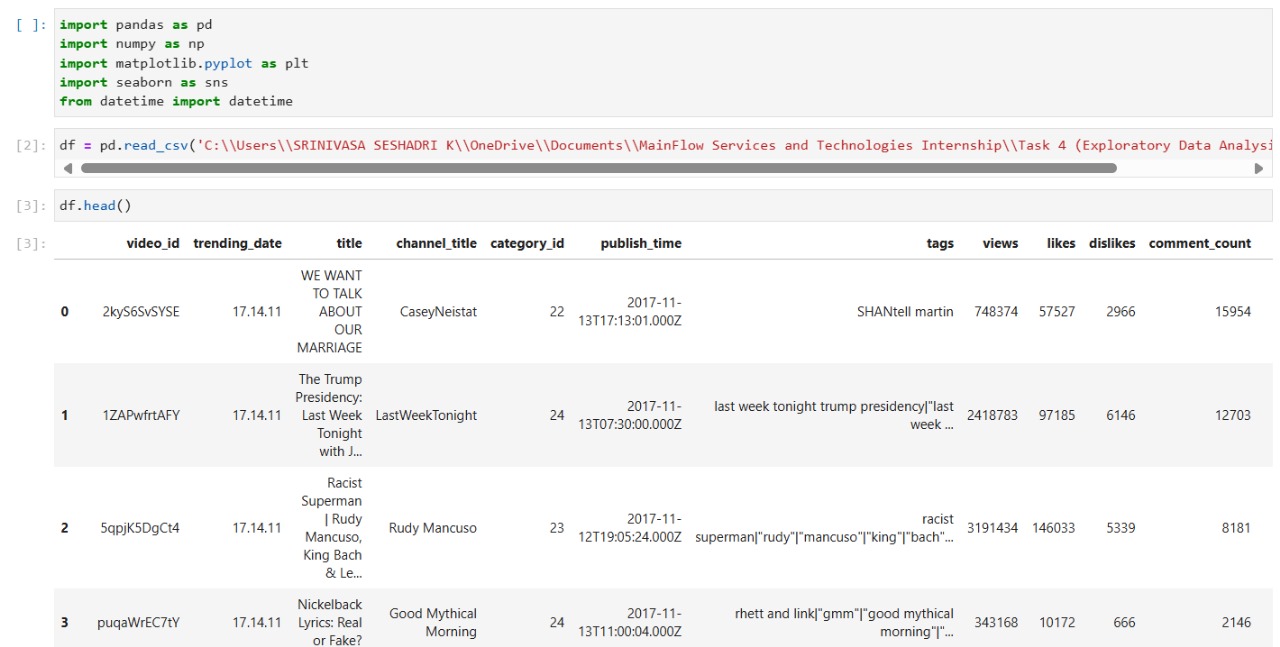 [ ]: import pandas as pd
import numpy as np
import matplotlib.pyplot as plt
import seaborn as sns
from datetime import datetime
[2]: df = pd.read_csv('C:\\Users\\SRINIVASA SESHADRI K\\OneDrive\\Documents\\MainFlow Services and Technologies Internship\\Task 4 (Exploratory Data Analysi
[3]: df.head()
[3]: video_id trending_date title channel_title category_id publish_time tags views likes dislikes comment_count
WE WANT
TO TALK
0 2kyS6SvSYSE 17.14.11 ABOUT CaseyNeistat 22 2017-11- SHANtell martin 748374 57527 2966 15954
OUR 13T17:13:01.000Z
MARRIAGE
The Trump
Presidency:
1 1ZAPwfrtAFY 17.14.11 Last Week LastWeekTonight 24 2017-11- last week tonight trump presidency|"last 2418783 97185 6146 12703
Tonight 13T07:30:00.000Z week ...
with J...
Racist
Superman
| Rudy
2 5qpjK5DgCt4 17.14.11 Mancuso, Rudy Mancuso 23 2017-11- racist 3191434 146033 5339 8181
King Bach 12T19:05:24.000Z superman|"rudy"|"mancuso"|"king"|"bach"...
& Le...
Nickelback
3 puqaWrEC7tY 17.14.11 Lyrics: Real Good Mythical 24 2017-11- rhett and link|"gmm"|"good mythical 343168 10172 666 2146
or Fake? Morning 13T11:00:04.000Z morning"|"...